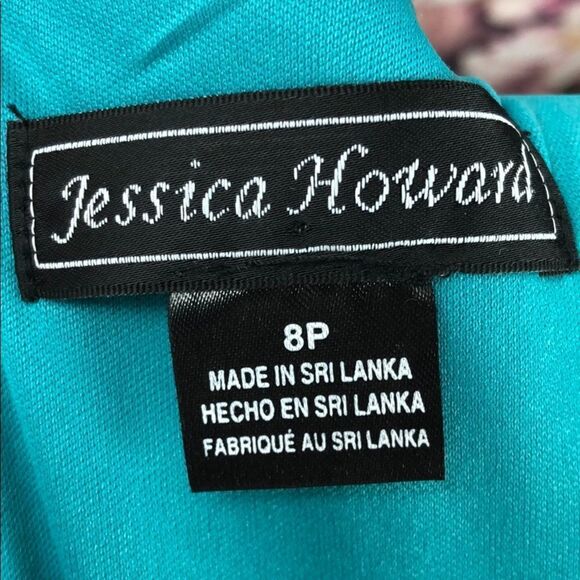 Jessica Howard
8P
MADE IN SRI LANKA
HECHO EN SRI LANKA
FABRIQUÉ AU SRI LANKA